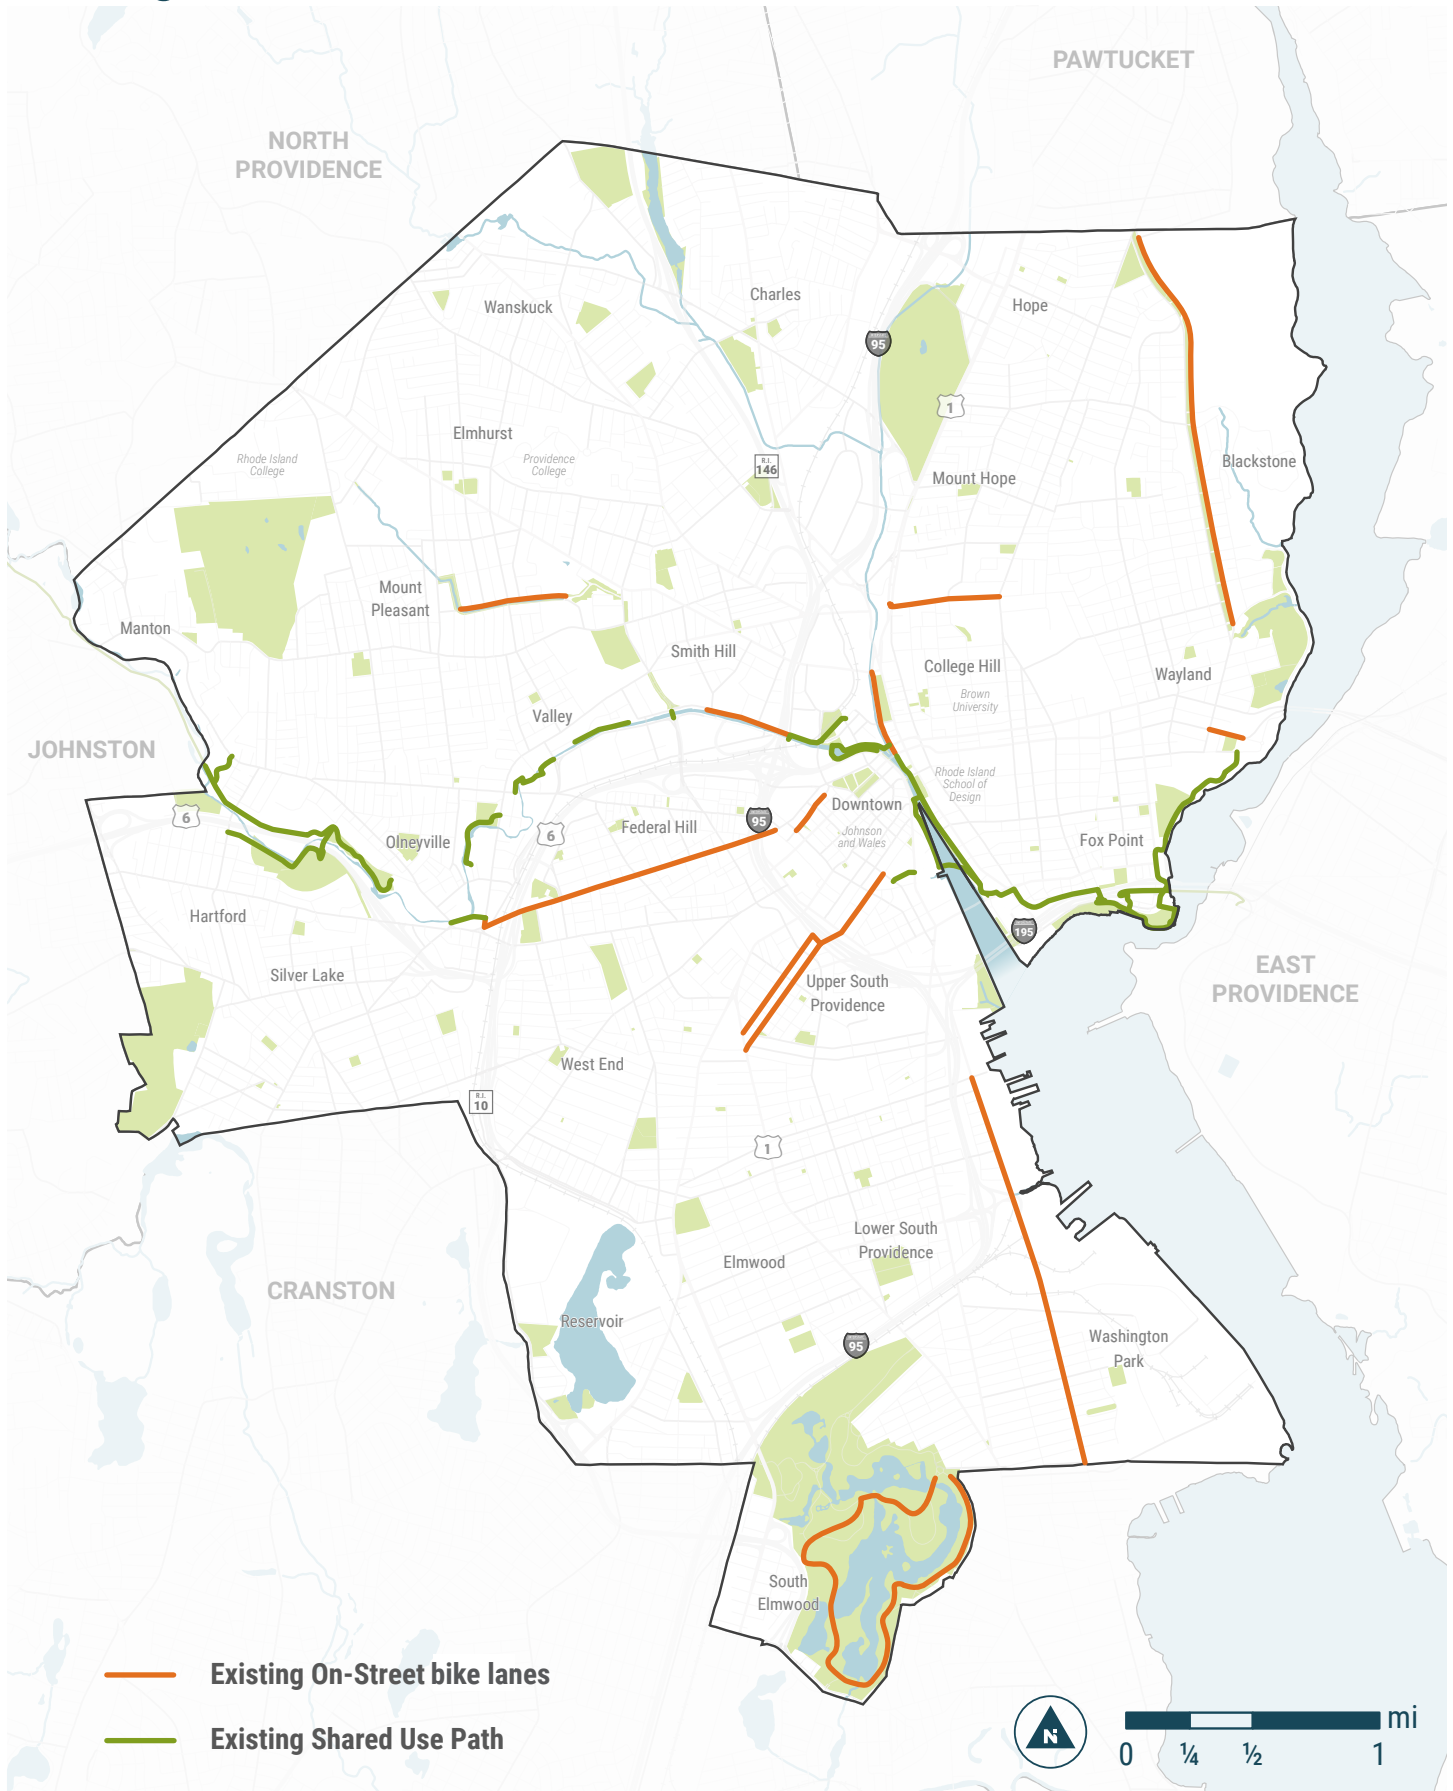 PAWTUCKET
NORTH
PROVIDENCE
Charles
Wanskuck
Hope
95
1
Elmhurst
Rhode Island
College
Providence
College
R.I.
146
Blackstone
Mount Hope
Mount
Pleasant
Manton
Smith Hill
College Hill
Wayland
Brown
University
Valley
JOHNSTON
Rhode Island
School of
Design
6
Olneyville
6
Federal Hill
95
Downtown
Johnson
and Wales
Fox Point
Hartford
195
Silver Lake
Upper South
Providence
EAST
PROVIDENCE
West End
R.I.
10
1
Lower South
Providence
Elmwood
CRANSTON
Reservoir
95
Washington
Park
South
Elmwood
Existing On-Street bike lanes
Existing Shared Use Path
N
mi
0
¼
½
1